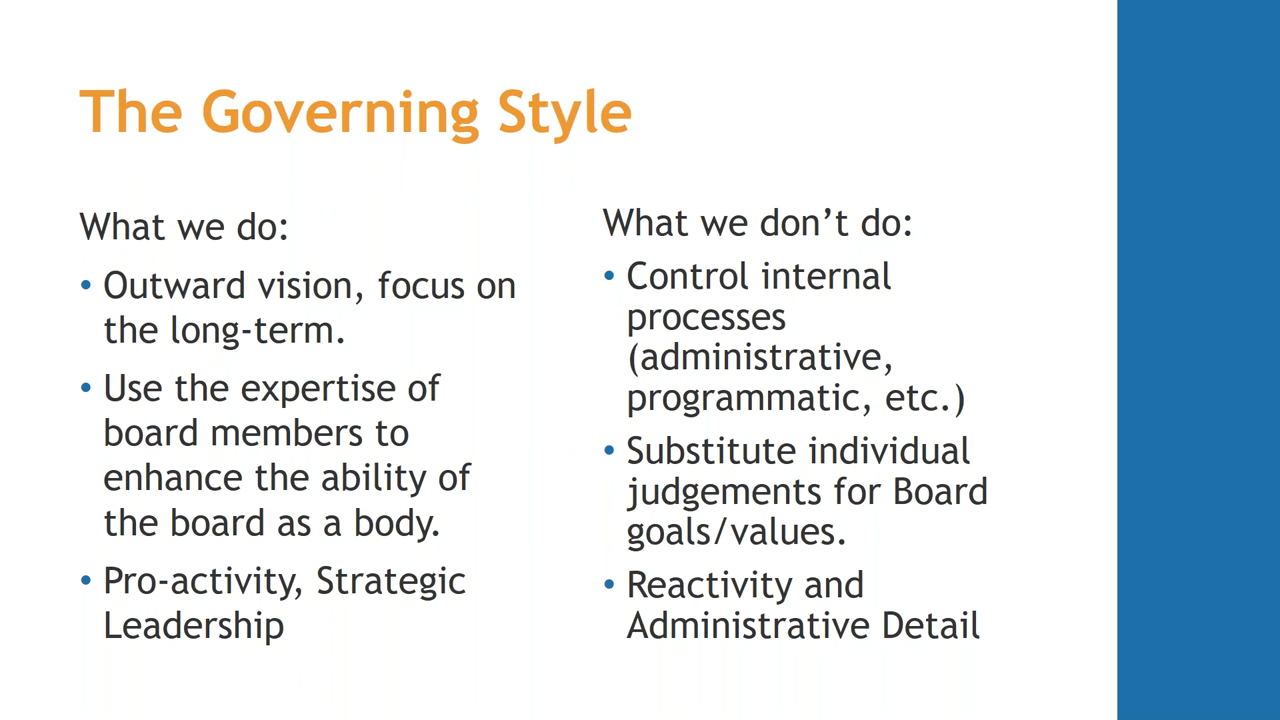 The Governing Style
What we do:
• Outward vision, focus on
the long-term.
• Use the expertise of
board members to
enhance the ability of
the board as a body.
• Pro-activity, Strategic
Leadership
What we don’t do:
• Control internal
processes
(administrative,
programmatic, etc.)
• Substitute individual
judgements for Board
goals/values.
• Reactivity and
Administrative Detail